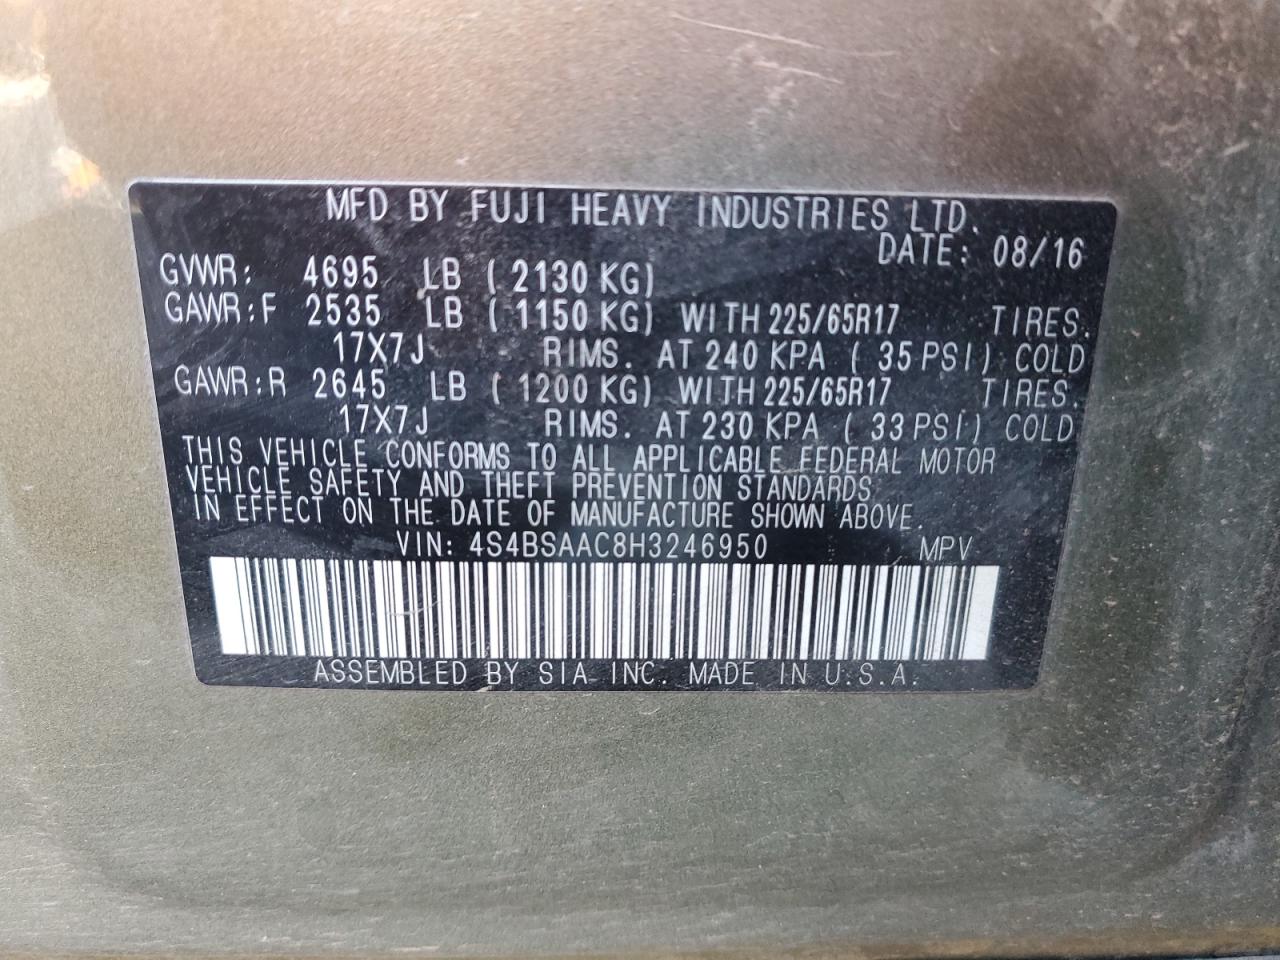 MFD BY FUJI HEAVY INDUSTRIES LTD.
DATE: 08/16
GVWR: 4695 LB ( 2130 KG)
GAWR:F 2535 LB ( 1150 KG) WITH 225/65R17 TIRES.
17X7J RIMS. AT 240 KPA ( 35 PSI) COLD
GAWR:R 2645 LB ( 1200 KG) WITH 225/65R17 TIRES.
17X7J RIMS. AT 230 KPA ( 33 PSI) COLD
THIS VEHICLE CONFORMS TO ALL APPLICABLE FEDERAL MOTOR
VEHICLE SAFETY AND THEFT PREVENTION STANDARDS
IN EFFECT ON THE DATE OF MANUFACTURE SHOWN ABOVE.
VIN: 4S4BSAAC8H3246950 MPV
ASSEMBLED BY SIA INC. MADE IN U.S.A.